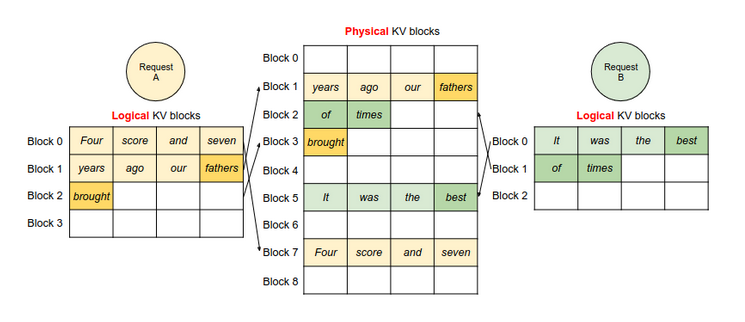 Physical KV blocks
Request
A
Request
B
Logical KV blocks
Block 0 Four score and seven
Block 1 years ago our fathers
Block 2 brought
Block 3
Block 0
Block 1 years ago our fathers
Block 2 of times
Block 3 brought
Block 4
Block 5 It was the best
Block 6
Block 7 Four score and seven
Block 8
Logical KV blocks
Block 0 It was the best
Block 1 of times
Block 2